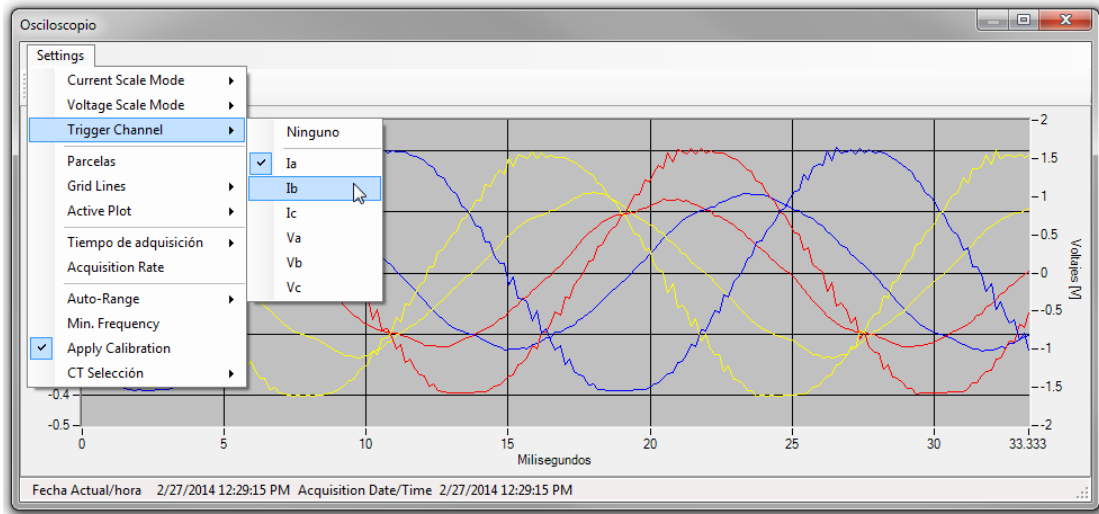 Osciloscopio
Settings
Current Scale Mode
Voltage Scale Mode
Trigger Channel
Parcelas
Grid Lines
Active Plot
Tiempo de adquisición
Acquisition Rate
Auto-Range
Min. Frequency
Apply Calibration
CT Selección
Ninguno
Ia
Ib
Ic
Va
Vb
Vc
2
1.5
1
0.5
0
-0.5
-1
-1.5
-2
Voltajes [V]
-0.4
-0.5
0 5 10 15 20 25 30 33.333
Milisegundos
Fecha Actual/hora 2/27/2014 12:29:15 PM Acquisition Date/Time 2/27/2014 12:29:15 PM